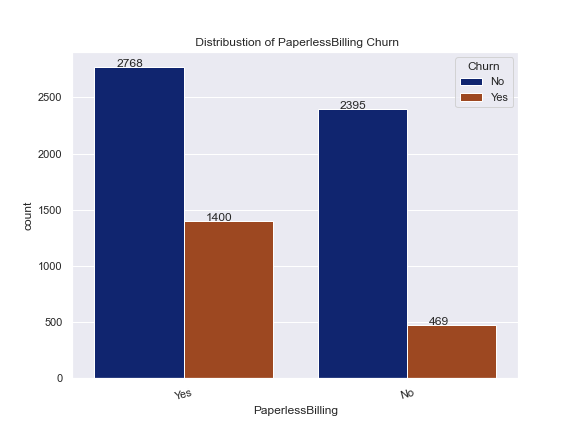 Distribustion of PaperlessBilling Churn
Churn
No
Yes
2768
2395
1400
469
2500
2000
1500
1000
500
0
count
Yes
No
PaperlessBilling